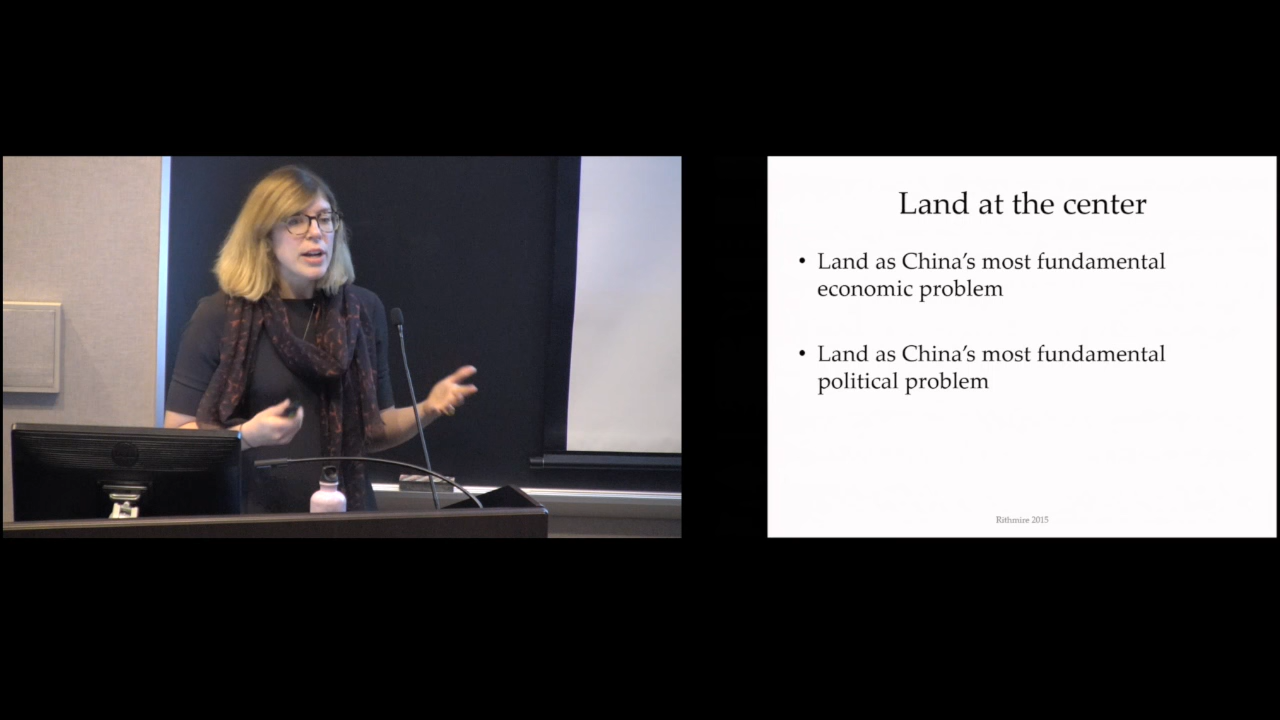 Land at the center
• Land as China's most fundamental
economic problem
• Land as China's most fundamental
political problem
Rithmire 2015